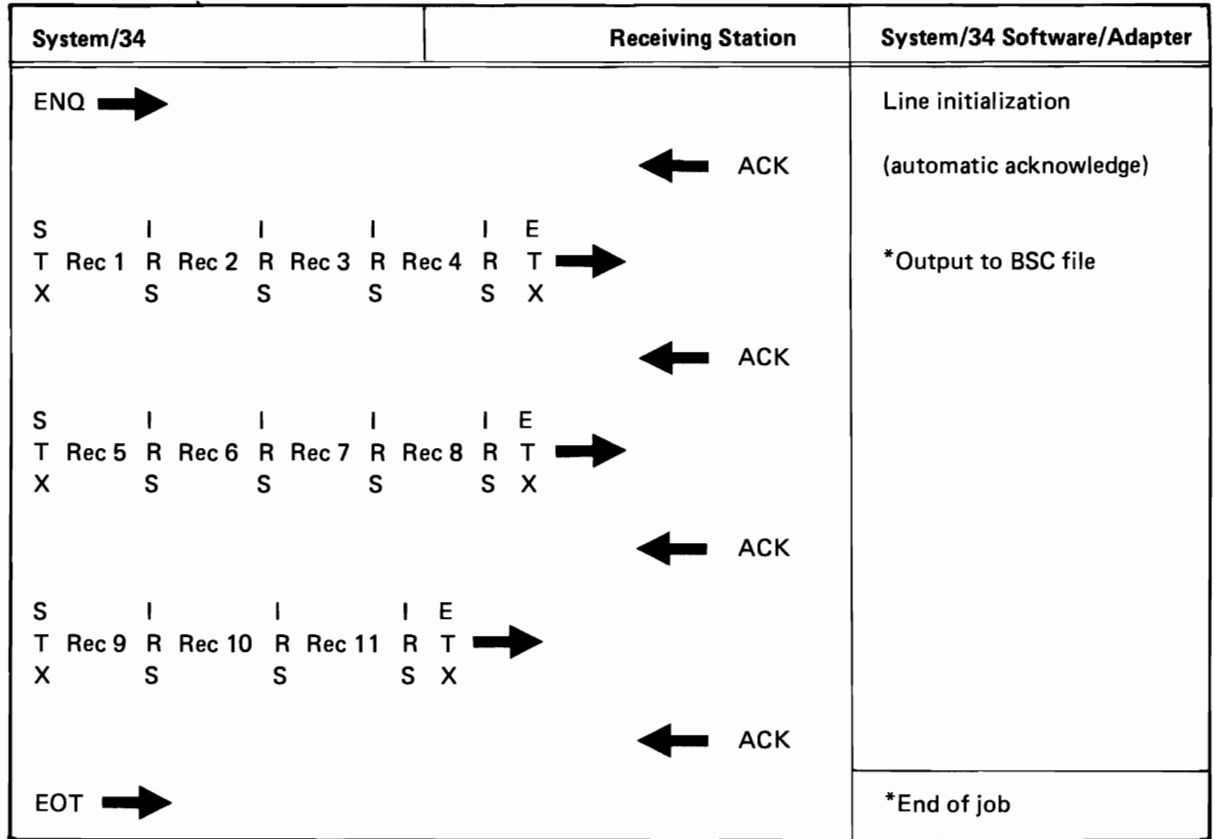 System/34 Receiving Station System/34 Software/Adapter
ENQ Line initialization
ACK (automatic acknowledge)
S I I I I E
T Rec 1 R Rec 2 R Rec 3 R Rec 4 R T *Output to BSC file
X S S S S X
ACK
S I I I I E
T Rec 5 R Rec 6 R Rec 7 R Rec 8 R T
X S S S S X
ACK
S I I I E
T Rec 9 R Rec 10 R Rec 11 R T
X S S S X
ACK
EOT *End of job